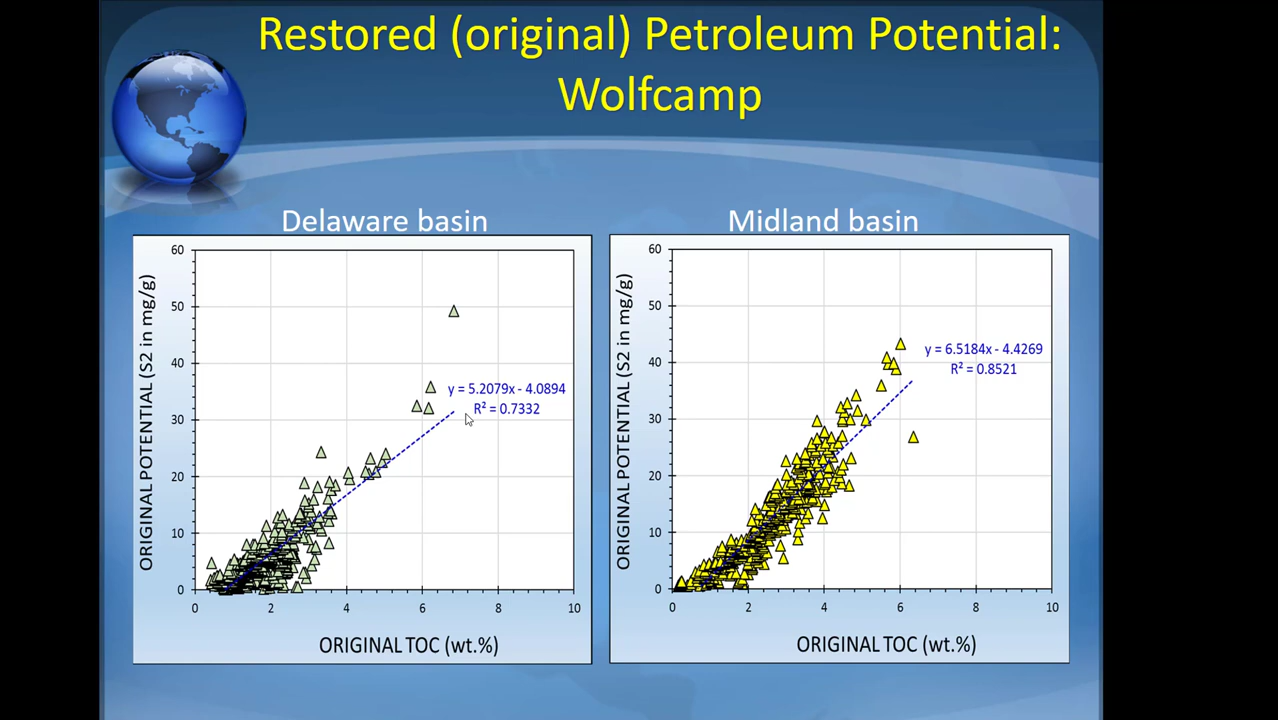 Restored (original) Petroleum Potential:
Wolfcamp
Delaware basin
60
50
40
30
20
10
0
0 2 4 6 8 10
ORIGINAL POTENTIAL (S2 in mg/g)
y = 5.2079x - 4.0894
R² = 0.7332
ORIGINAL TOC (wt.%)
Midland basin
60
50
40
30
20
10
0
0 2 4 6 8 10
ORIGINAL POTENTIAL (S2 in mg/g)
y = 6.5184x - 4.4269
R² = 0.8521
ORIGINAL TOC (wt.%)